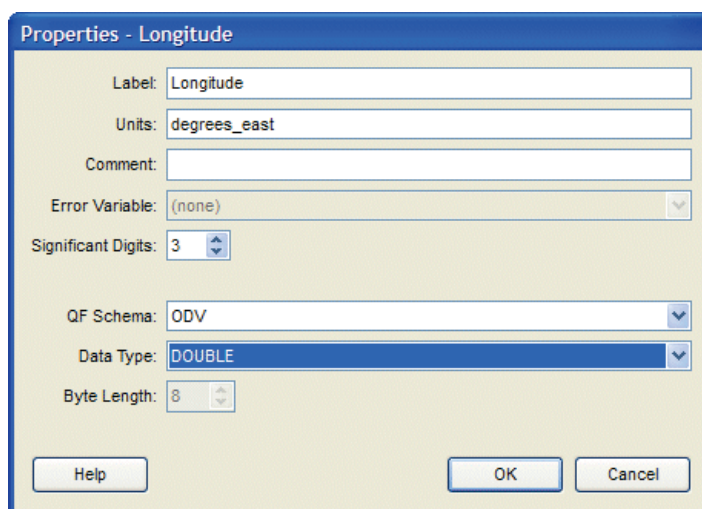 Properties - Longitude
Label: Longitude
Units: degrees_east
Comment:
Error Variable: (none)
Significant Digits: 3
QF Schema: ODV
Data Type: DOUBLE
Byte Length: 8
Help OK Cancel